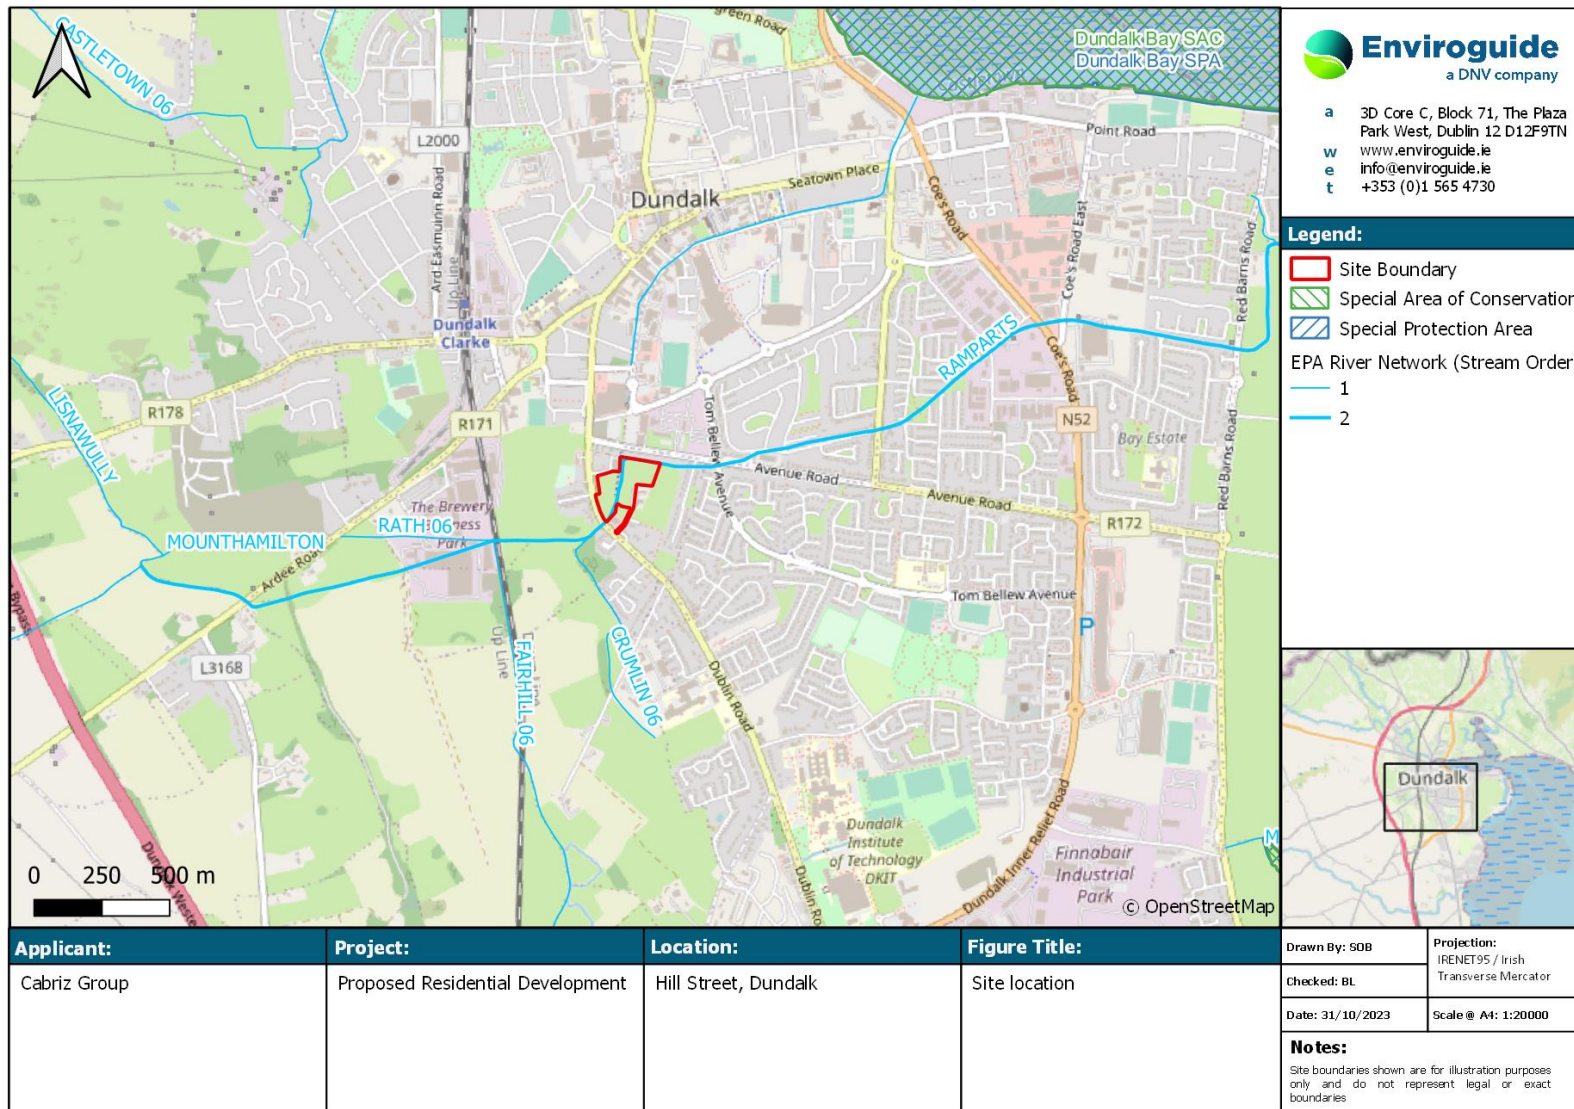 CASTLETOWN 06
green Road
Dundalk Bay SAC
Dundalk Bay SPA
L2000
Point Road
Seatown Place
Dundalk
Ard Easmuinn Road
Coe's Road
Coe's Road East
Red Barns Road
Dundalk
Clarke
RAMPARTS
Coe's Road
LISNAWULLY
R178
R171
N52
Tom Bellew Avenue
Bay Estate
Red Barns Road
Avenue Road
Avenue Road
R172
The Brewery
Park
RATH 06
MOUNTHAMILTON
Ardee Road
Bypass
Tom Bellew Avenue
P
Up Line
FAIRHILL 06
CRUMLIN 06
L3168
Dublin Road
Dundalk
Institute
of Technology
DKIT
Dundalk Inner Relief Road
Finnabair
Industrial
Park
M
Dundalk Weste
Dublin Ro
0 250 500 m
© OpenStreetMap
Enviroguide
a DNV company
a 3D Core C, Block 71, The Plaza
Park West, Dublin 12 D12F9TN
w www.enviroguide.ie
e info@enviroguide.ie
t +353 (0)1 565 4730
Legend:
Site Boundary
Special Area of Conservation
Special Protection Area
EPA River Network (Stream Order
1
2
Dundalk
Applicant:
Cabriz Group
Project:
Proposed Residential Development
Location:
Hill Street, Dundalk
Figure Title:
Site location
Drawn By: SOB
Checked: BL
Date: 31/10/2023
Projection:
IRENET95 / Irish
Transverse Mercator
Scale @ A4: 1:20000
Notes:
Site boundaries shown are for illustration purposes
only and do not represent legal or exact
boundaries